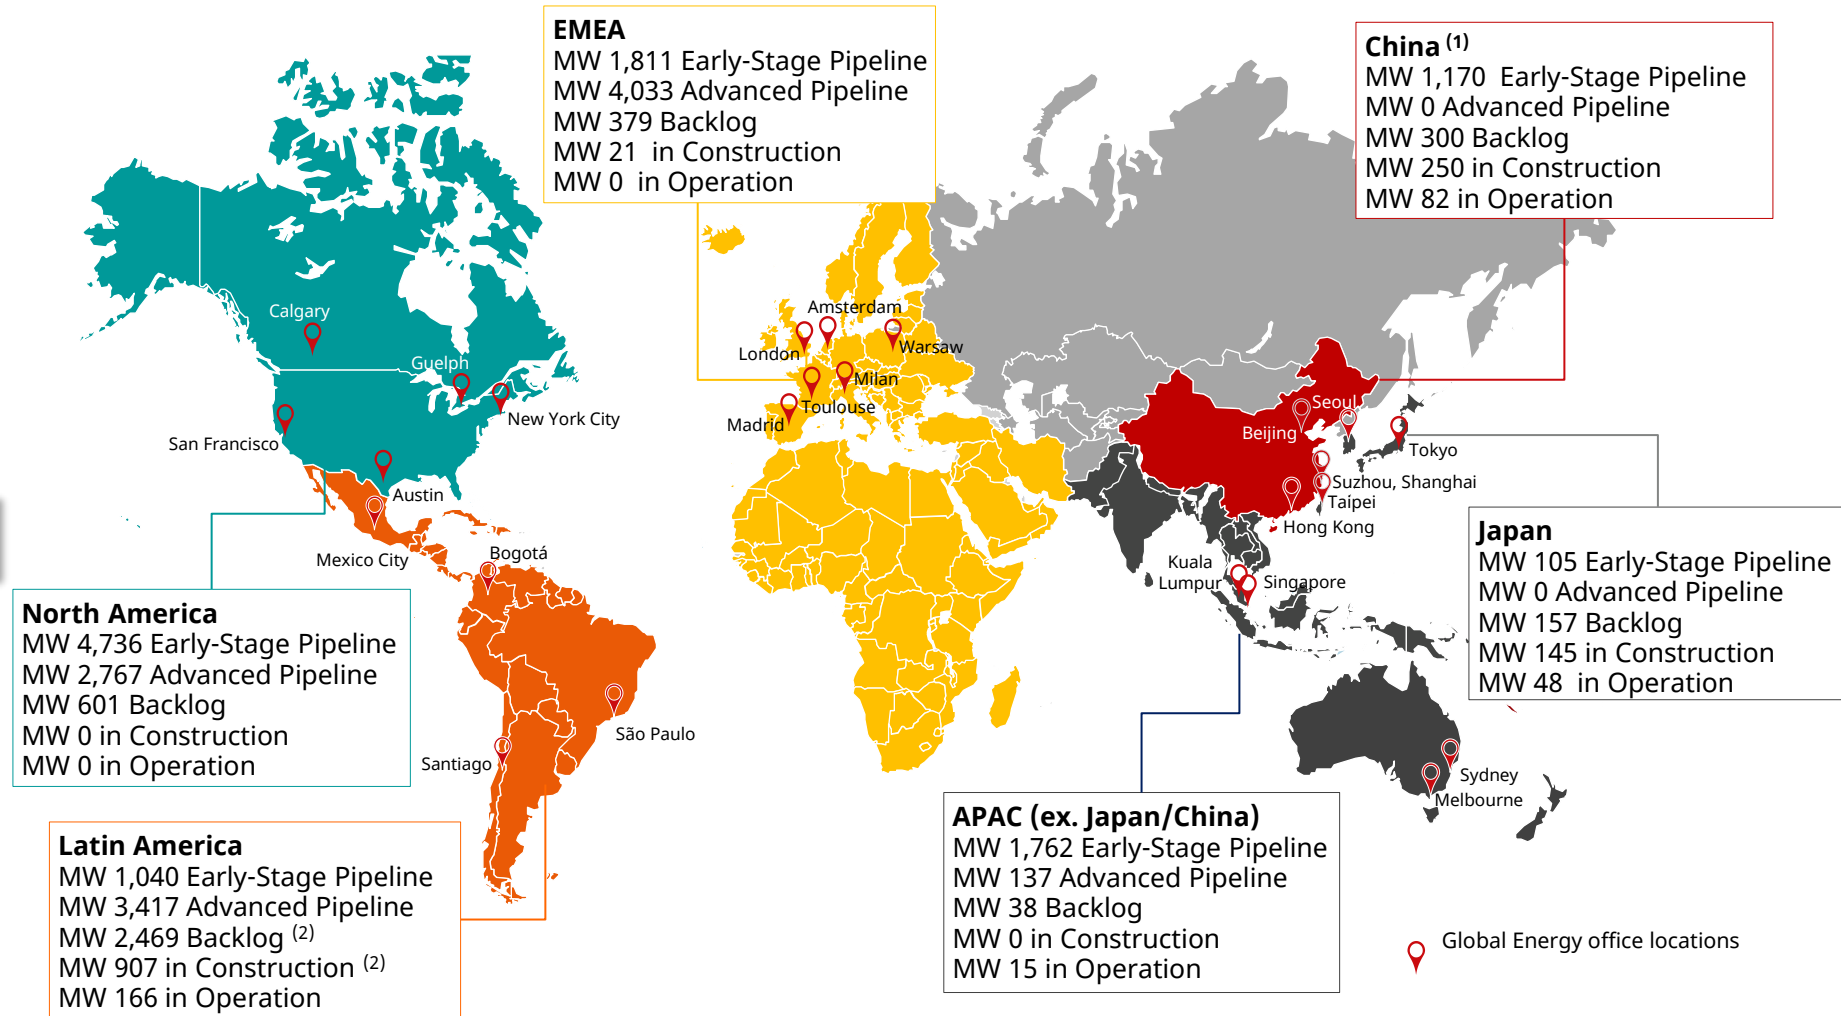 EMEA
MW 1,811 Early-Stage Pipeline
MW 4,033 Advanced Pipeline
MW 379 Backlog
MW 21 in Construction
MW 0 in Operation
China (1)
MW 1,170 Early-Stage Pipeline
MW 0 Advanced Pipeline
MW 300 Backlog
MW 250 in Construction
MW 82 in Operation
Calgary
Guelph
New York City
San Francisco
Austin
Mexico City
Bogotá
São Paulo
Santiago
Amsterdam
London
Warsaw
Milan
Toulouse
Madrid
Seoul
Beijing
Tokyo
Suzhou, Shanghai
Taípei
Hong Kong
Kuala
Lumpur
Singapore
Sydney
Melbourne
North America
MW 4,736 Early-Stage Pipeline
MW 2,767 Advanced Pipeline
MW 601 Backlog
MW 0 in Construction
MW 0 in Operation
Japan
MW 105 Early-Stage Pipeline
MW 0 Advanced Pipeline
MW 157 Backlog
MW 145 in Construction
MW 48 in Operation
Latin America
MW 1,040 Early-Stage Pipeline
MW 3,417 Advanced Pipeline
MW 2,469 Backlog (2)
MW 907 in Construction (2)
MW 166 in Operation
APAC (ex. Japan/China)
MW 1,762 Early-Stage Pipeline
MW 137 Advanced Pipeline
MW 38 Backlog
MW 0 in Construction
MW 15 in Operation
Global Energy office locations